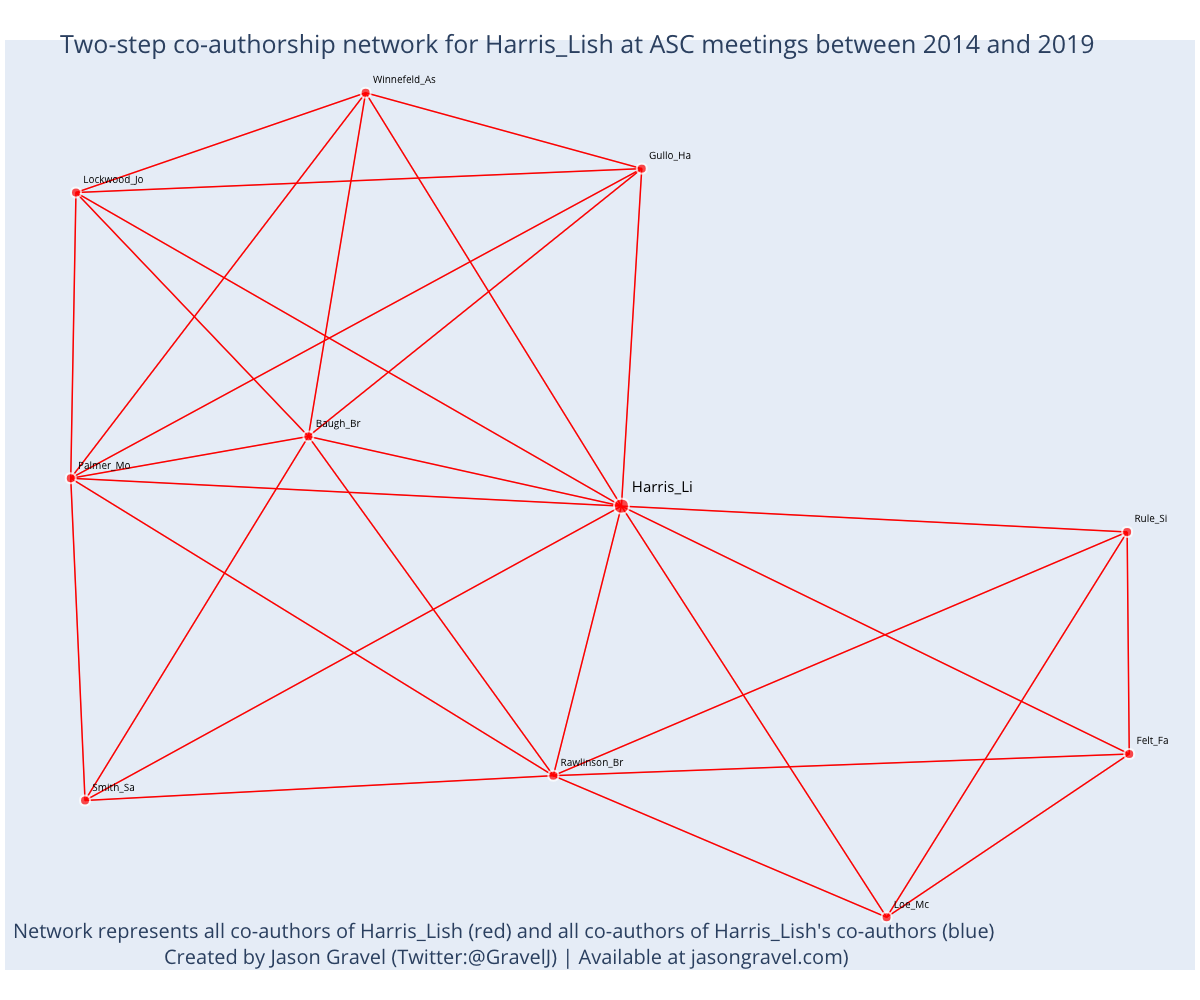 Two-step co-authorship network for Harris_Lish at ASC meetings between 2014 and 2019
Winnefeld_As
Gullo_Ha
Lockwood_Jo
Baugh_Br
Palmer_Mo
Harris_Li
Rule_Si
Felt_Fa
Rawlinson_Br
Smith_Sa
Loe_Mc
Network represents all co-authors of Harris_Lish (red) and all co-authors of Harris_Lish's co-authors (blue)
Created by Jason Gravel (Twitter:@GravelJ) | Available at jasongravel.com)